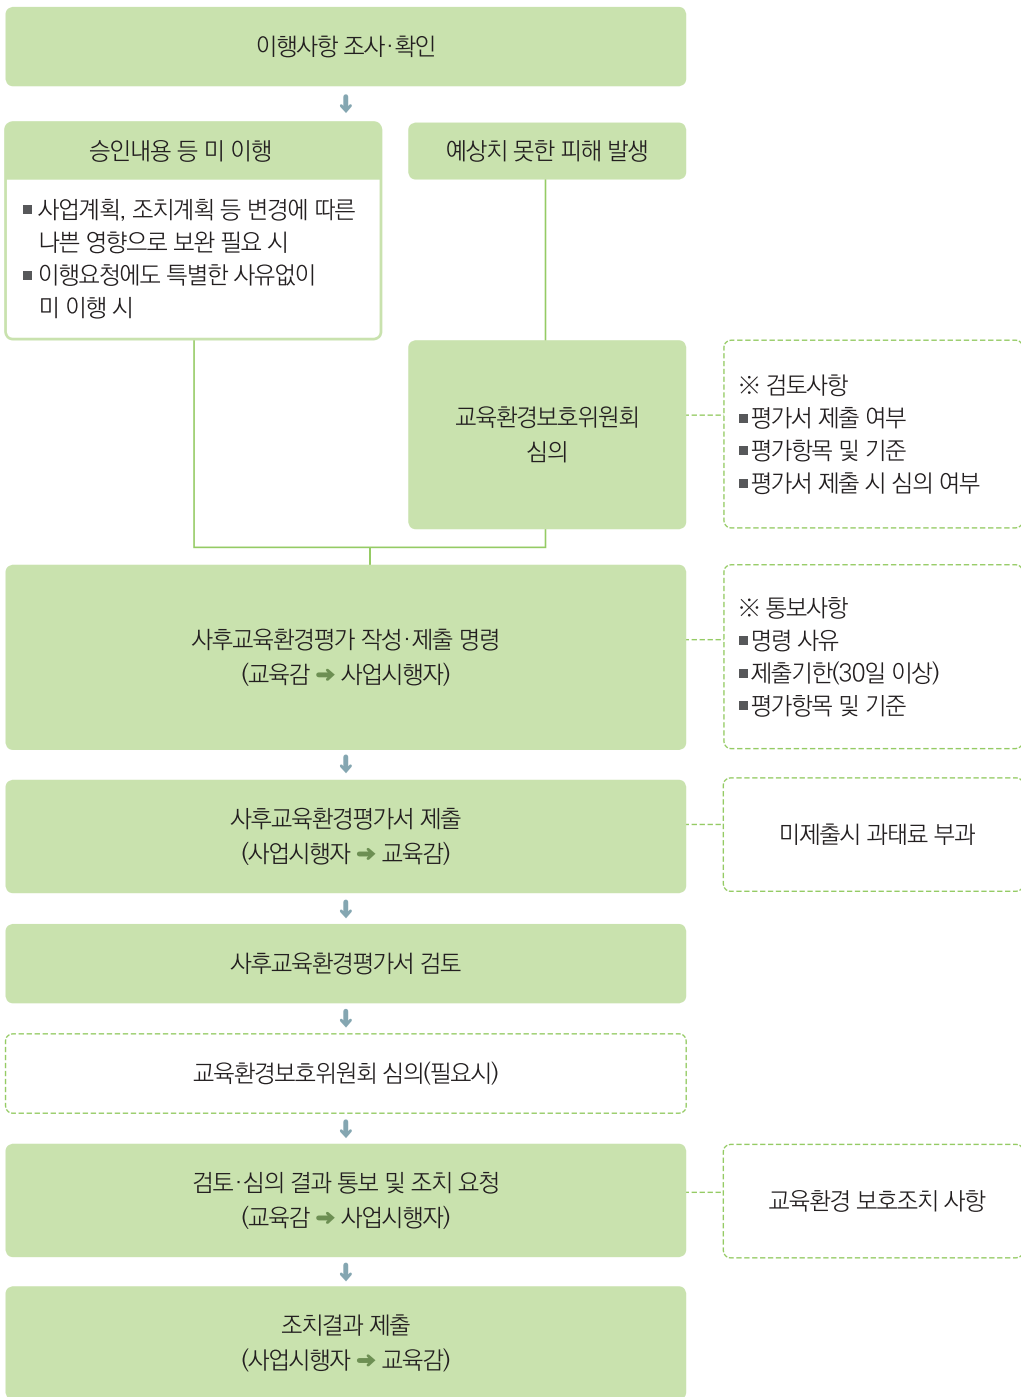 이행사항 조사·확인
승인내용 등 미 이행
■ 사업계획, 조치계획 등 변경에 따른
나쁜 영향으로 보완 필요 시
■ 이행요청에도 특별한 사유없이
미 이행 시
예상치 못한 피해 발생
교육환경보호위원회
심의
※ 검토사항
■평가서 제출 여부
■평가항목 및 기준
■평가서 제출 시 심의 여부
사후교육환경평가 작성·제출 명령
(교육감 ➜ 사업시행자)
※ 통보사항
■명령 사유
■제출기한(30일 이상)
■평가항목 및 기준
사후교육환경평가서 제출
(사업시행자 ➜ 교육감)
미제출시 과태료 부과
사후교육환경평가서 검토
교육환경보호위원회 심의(필요시)
검토·심의 결과 통보 및 조치 요청
(교육감 ➜ 사업시행자)
교육환경 보호조치 사항
조치결과 제출
(사업시행자 ➜ 교육감)